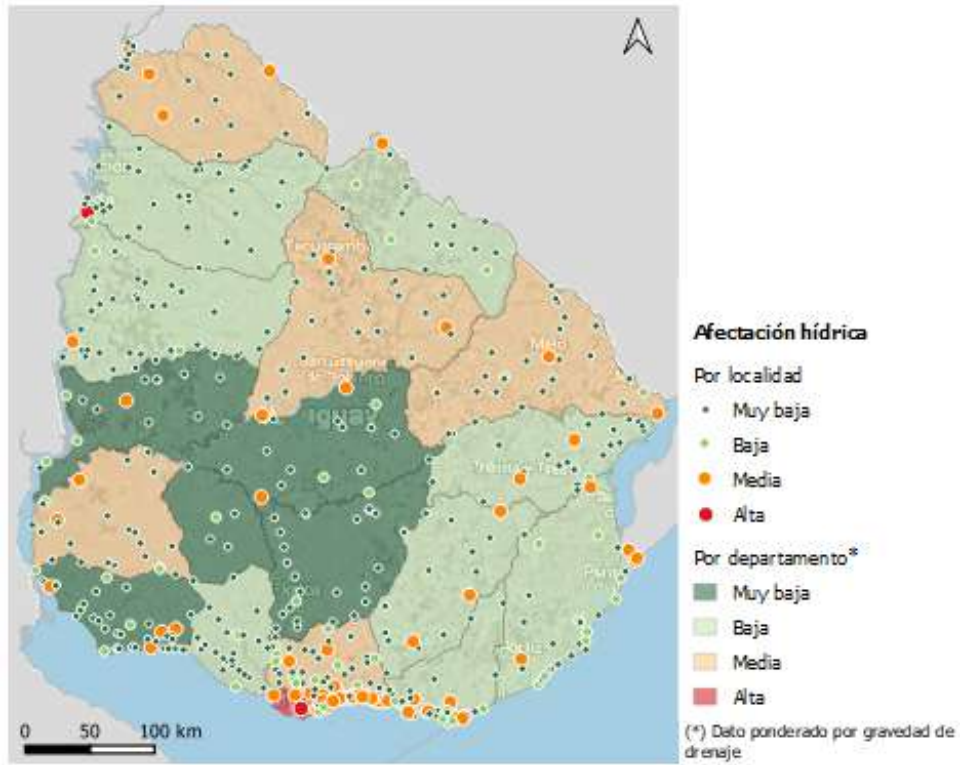 Tacuarembó
Melo
iguay
Afectación hídrica
Por localidad
Muy baja
Baja
Media
Alta
Por departamento*
Muy baja
Baja
Media
Alta
0 50 100 km
(*) Dato ponderado por gravedad de
drenaje